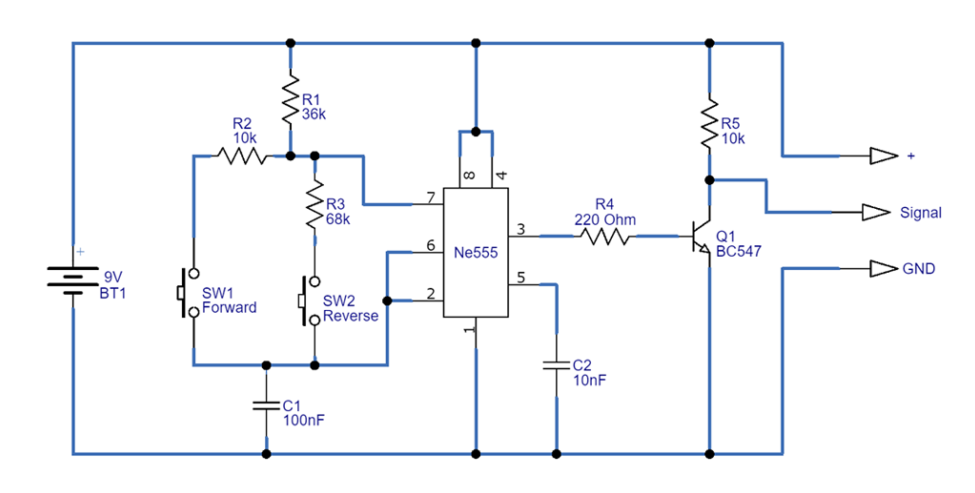 R1
36k
R2
10k
R3
68k
R5
10k
+
8
4
7
R4
220 Ohm
Signal
3
Q1
BC547
6
Ne555
+
9V
BT1
GND
5
SW1
Forward
SW2
Reverse
2
1
C2
10nF
C1
100nF